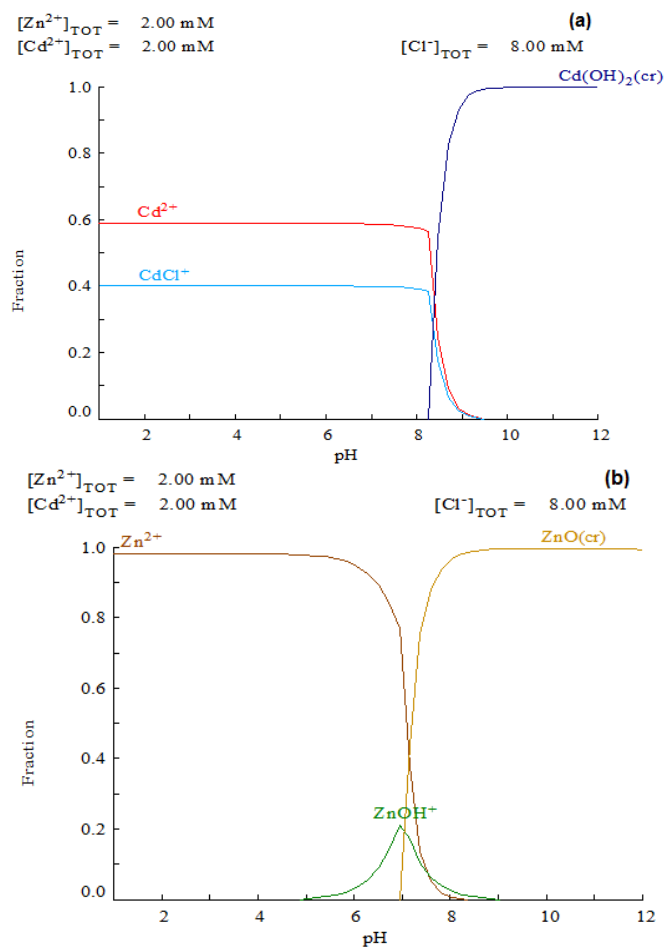 [Zn²⁺]TOT = 2.00 mM (a)
[Cd²⁺]TOT = 2.00 mM [Cl⁻]TOT = 8.00 mM
Cd(OH)₂(cr)
1.0
0.8
Cd²⁺
0.6
CdCl⁺
0.4
0.2
0.0
Fraction
2 4 6 8 10 12
pH
[Zn²⁺]TOT = 2.00 mM (b)
[Cd²⁺]TOT = 2.00 mM [Cl⁻]TOT = 8.00 mM
Zn²⁺ ZnO(cr)
1.0
0.8
0.6
0.4
ZnOH⁺
0.2
0.0
Fraction
2 4 6 8 10 12
pH